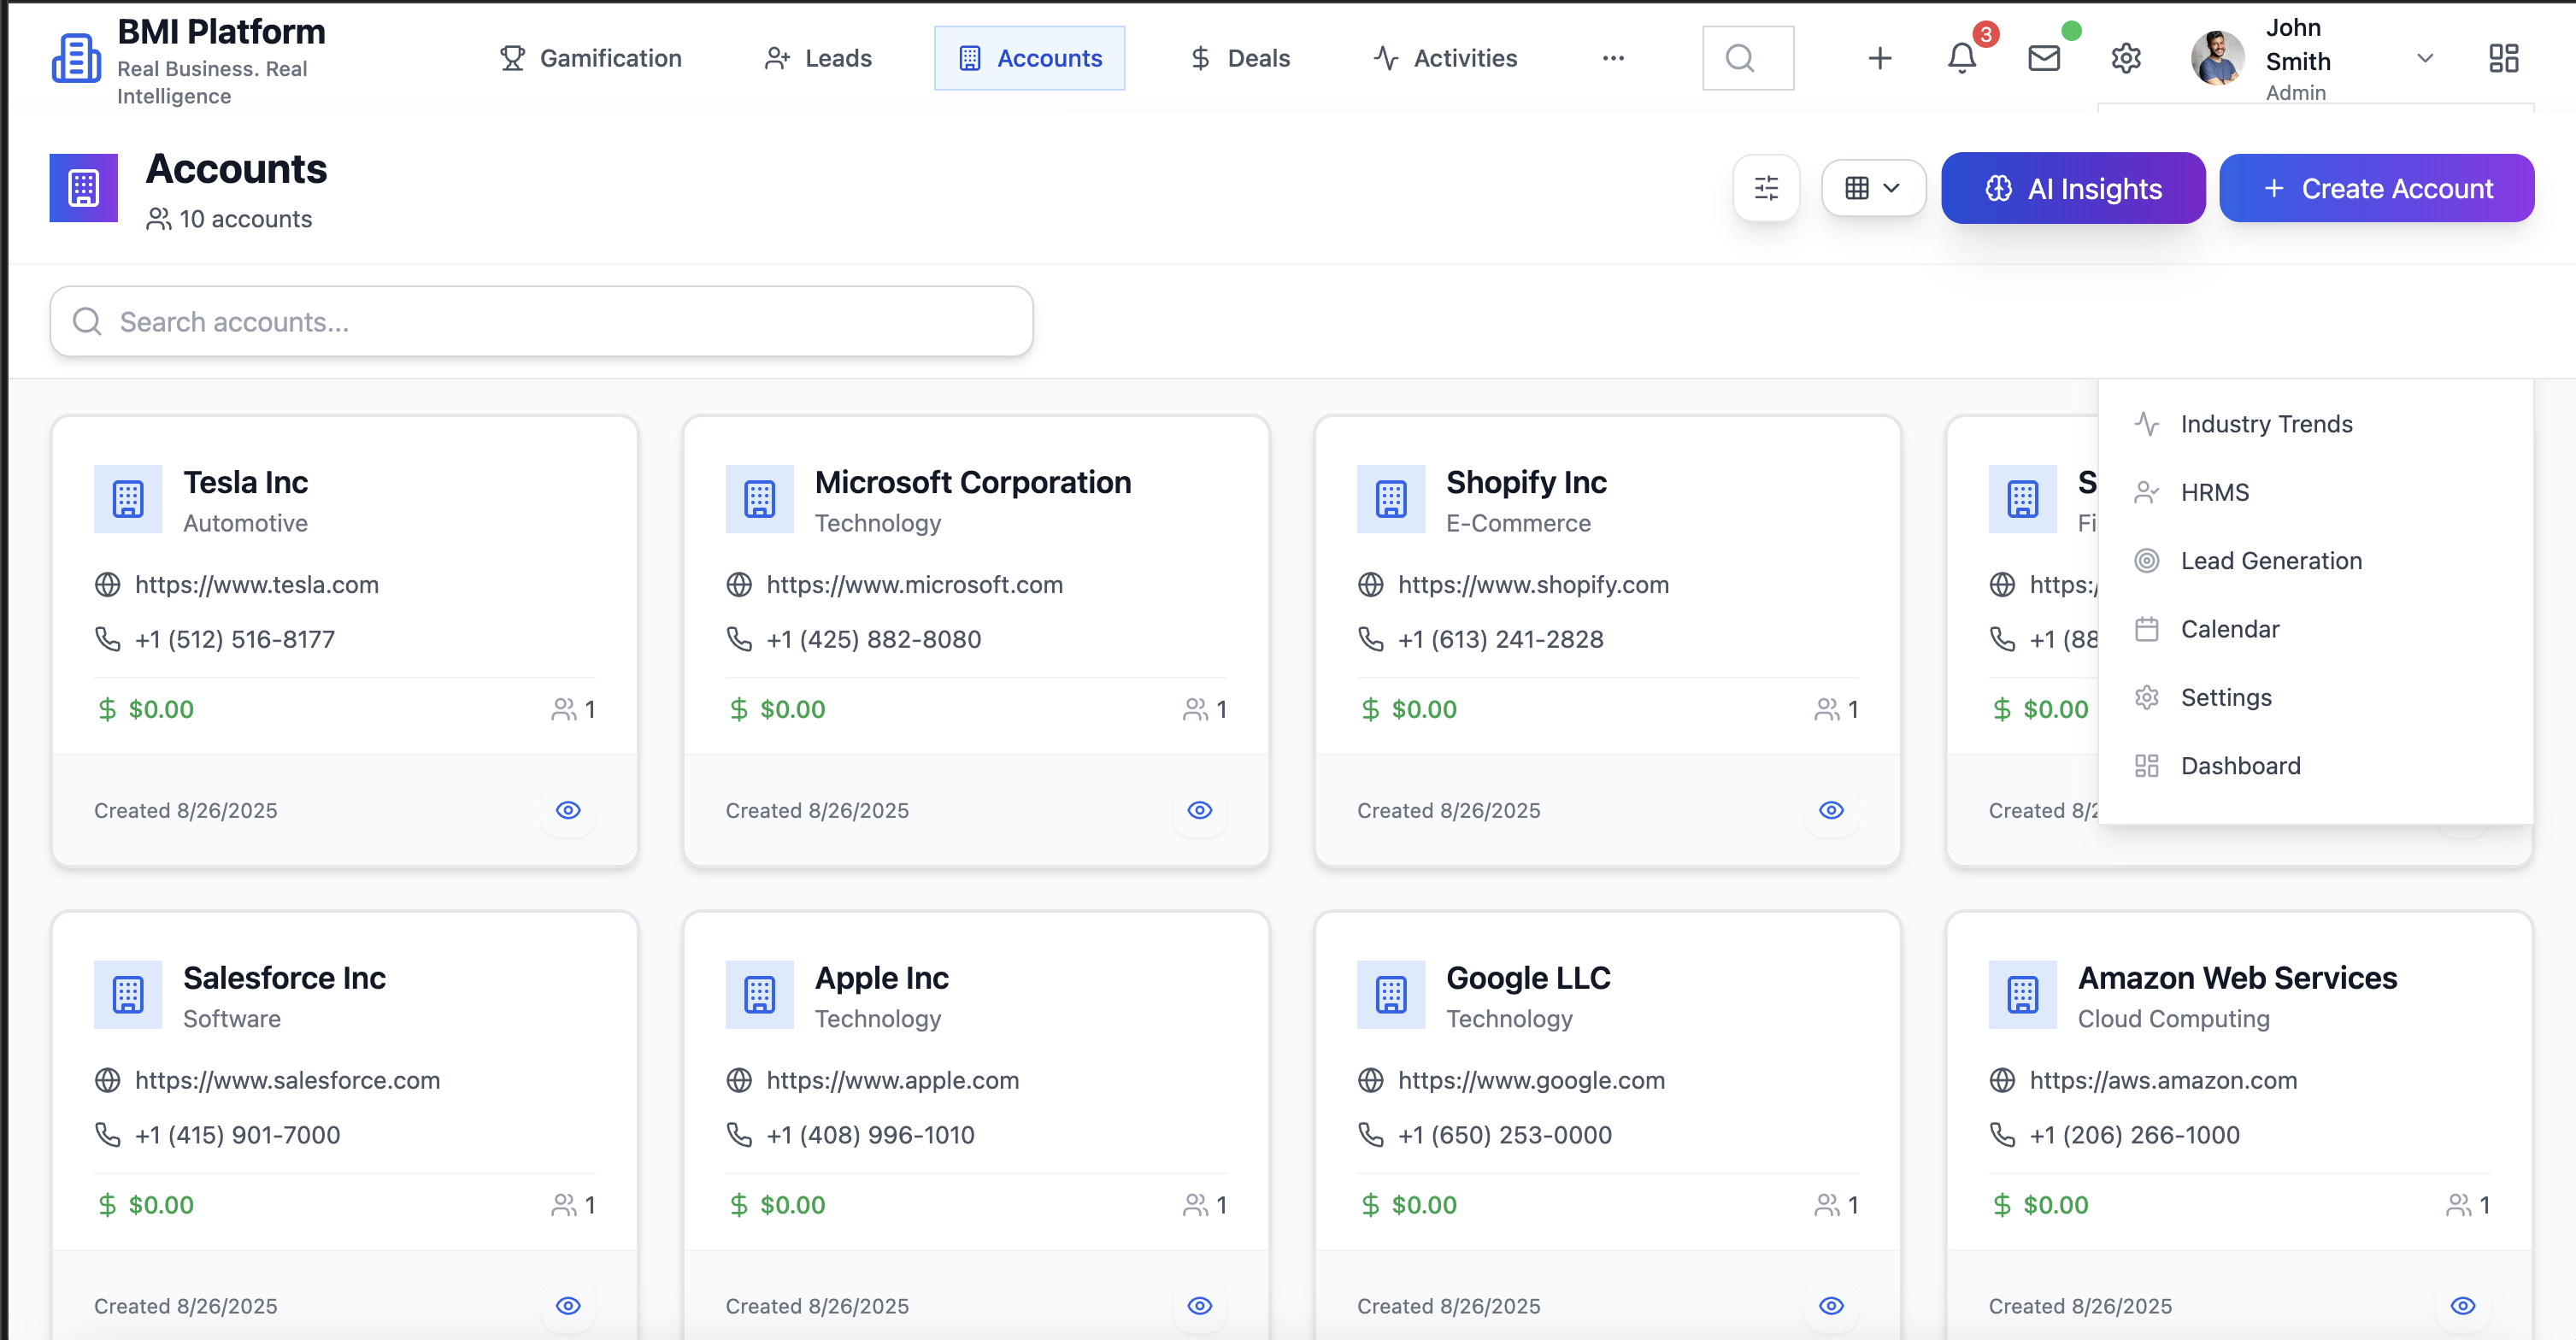 BMI Platform
Real Business. Real
Intelligence
Gamification
Leads
Accounts
Deals
Activities
3
John
Smith
Admin
Accounts
10 accounts
AI Insights
Create Account
Search accounts...
Tesla Inc
Automotive
https://www.tesla.com
+1 (512) 516-8177
$0.00
1
Created 8/26/2025
Microsoft Corporation
Technology
https://www.microsoft.com
+1 (425) 882-8080
$0.00
1
Created 8/26/2025
Shopify Inc
E-Commerce
https://www.shopify.com
+1 (613) 241-2828
$0.00
1
Created 8/26/2025
S
Fi
https:/
+1 (88
$0.00
Created 8/2
Industry Trends
HRMS
Lead Generation
Calendar
Settings
Dashboard
Salesforce Inc
Software
https://www.salesforce.com
+1 (415) 901-7000
$0.00
1
Created 8/26/2025
Apple Inc
Technology
https://www.apple.com
+1 (408) 996-1010
$0.00
1
Created 8/26/2025
Google LLC
Technology
https://www.google.com
+1 (650) 253-0000
$0.00
1
Created 8/26/2025
Amazon Web Services
Cloud Computing
https://aws.amazon.com
+1 (206) 266-1000
$0.00
1
Created 8/26/2025